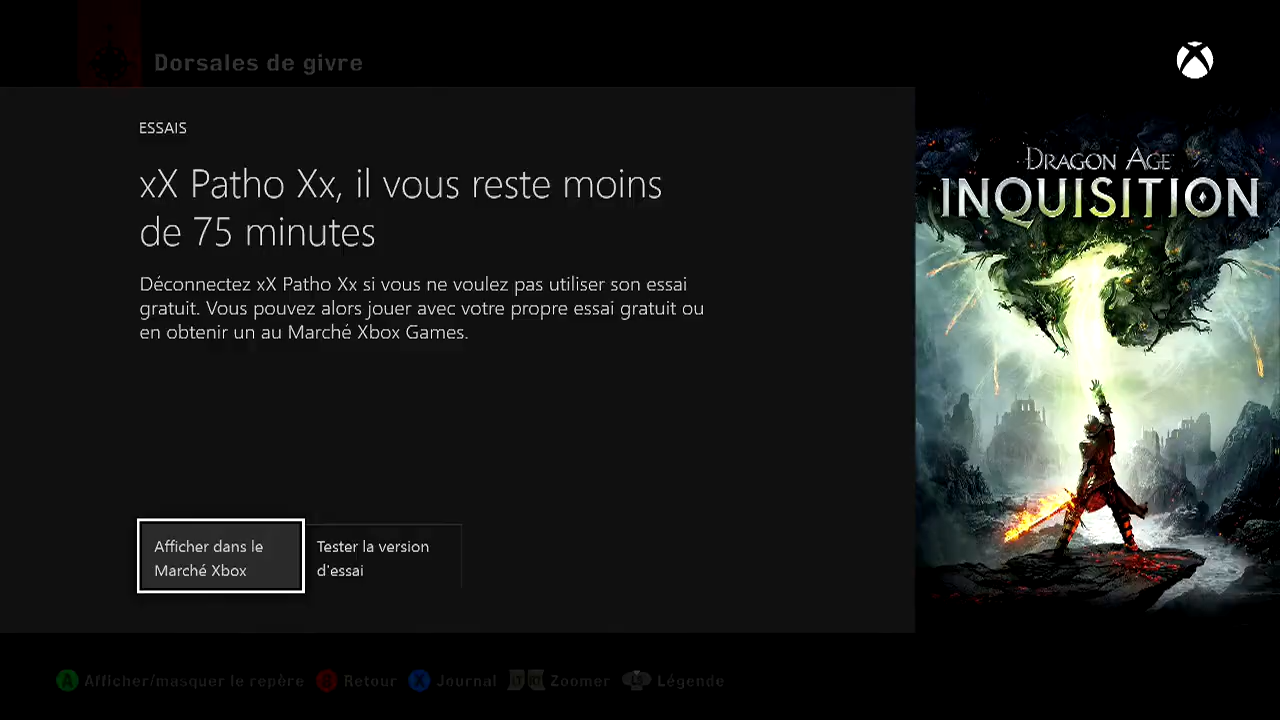 Dorsales de givre
ESSAIS
xX Patho Xx, il vous reste moins
de 75 minutes
Déconnectez xX Patho Xx si vous ne voulez pas utiliser son essai
gratuit. Vous pouvez alors jouer avec votre propre essai gratuit ou
en obtenir un au Marché Xbox Games.
Afficher dans le
Marché Xbox
Tester la version
d'essai
DRAGON AGE
INQUISITION
A Afficher/masquer le repère B Retour X Journal LT RT Zoomer L Légende